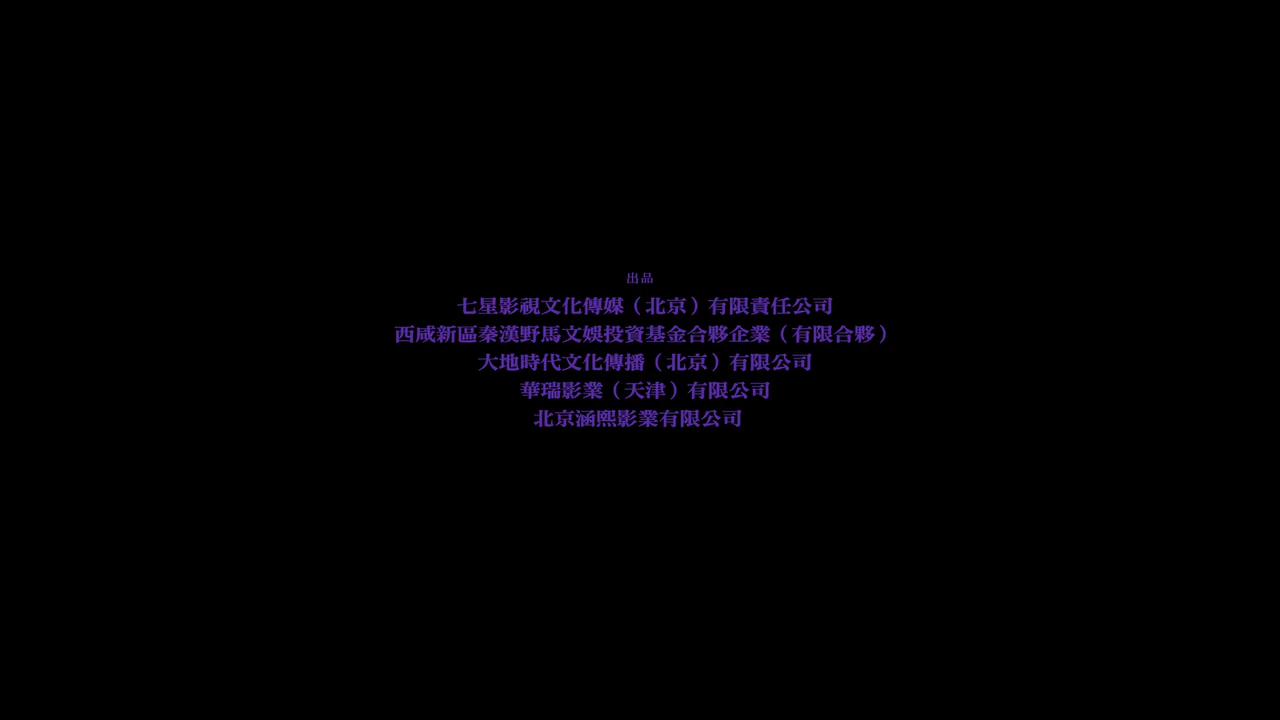 出品
七星影視文化傳媒（北京）有限責任公司
西咸新區秦漢野馬文娛投資基金合夥企業（有限合夥）
大地時代文化傳播（北京）有限公司
華瑞影業（天津）有限公司
北京涵熙影業有限公司